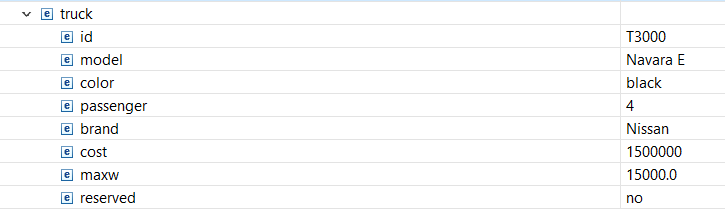 truck
id T3000
model Navara E
color black
passenger 4
brand Nissan
cost 1500000
maxw 15000.0
reserved no